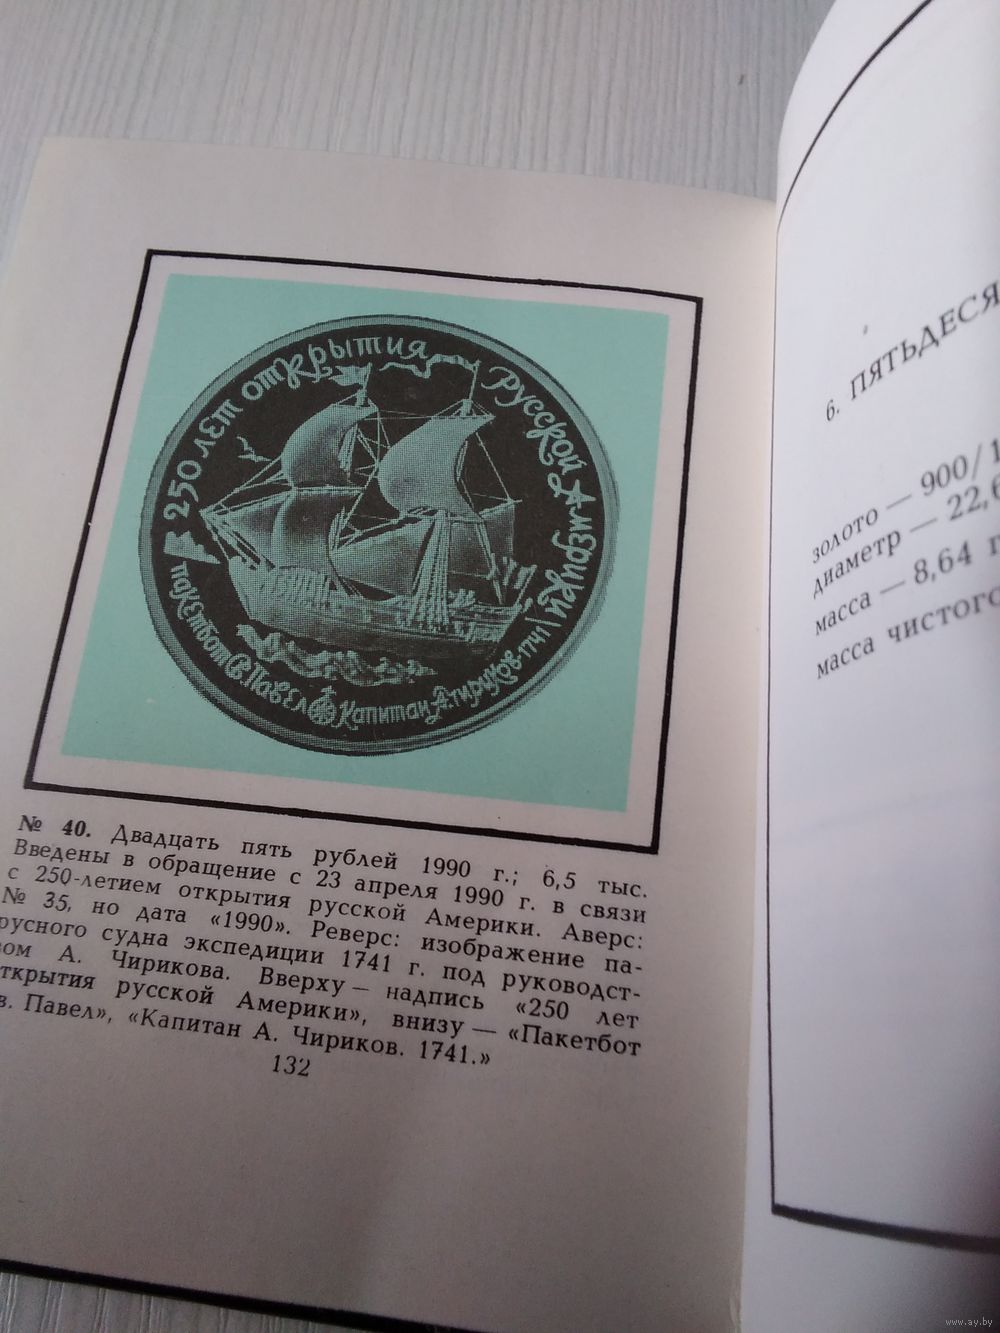 250 лет открытия Русской Америки
пакетбот Св. Павел
Капитан А. Чириков · 1741
№ 40. Двадцать пять рублей 1990 г.; 6,5 тыс.
Введены в обращение с 23 апреля 1990 г. в связи
с 250-летием открытия русской Америки. Аверс:
№ 35, но дата «1990». Реверс: изображение па-
русного судна экспедиции 1741 г. под руководст-
вом А. Чирикова. Вверху — надпись «250 лет
открытия русской Америки», внизу — «Пакетбот
в. Павел», «Капитан А. Чириков. 1741.»
132
6. ПЯТЬДЕСЯ
золото — 900/1
диаметр — 22,6
масса — 8,64 г
масса чистого
www.ay.by